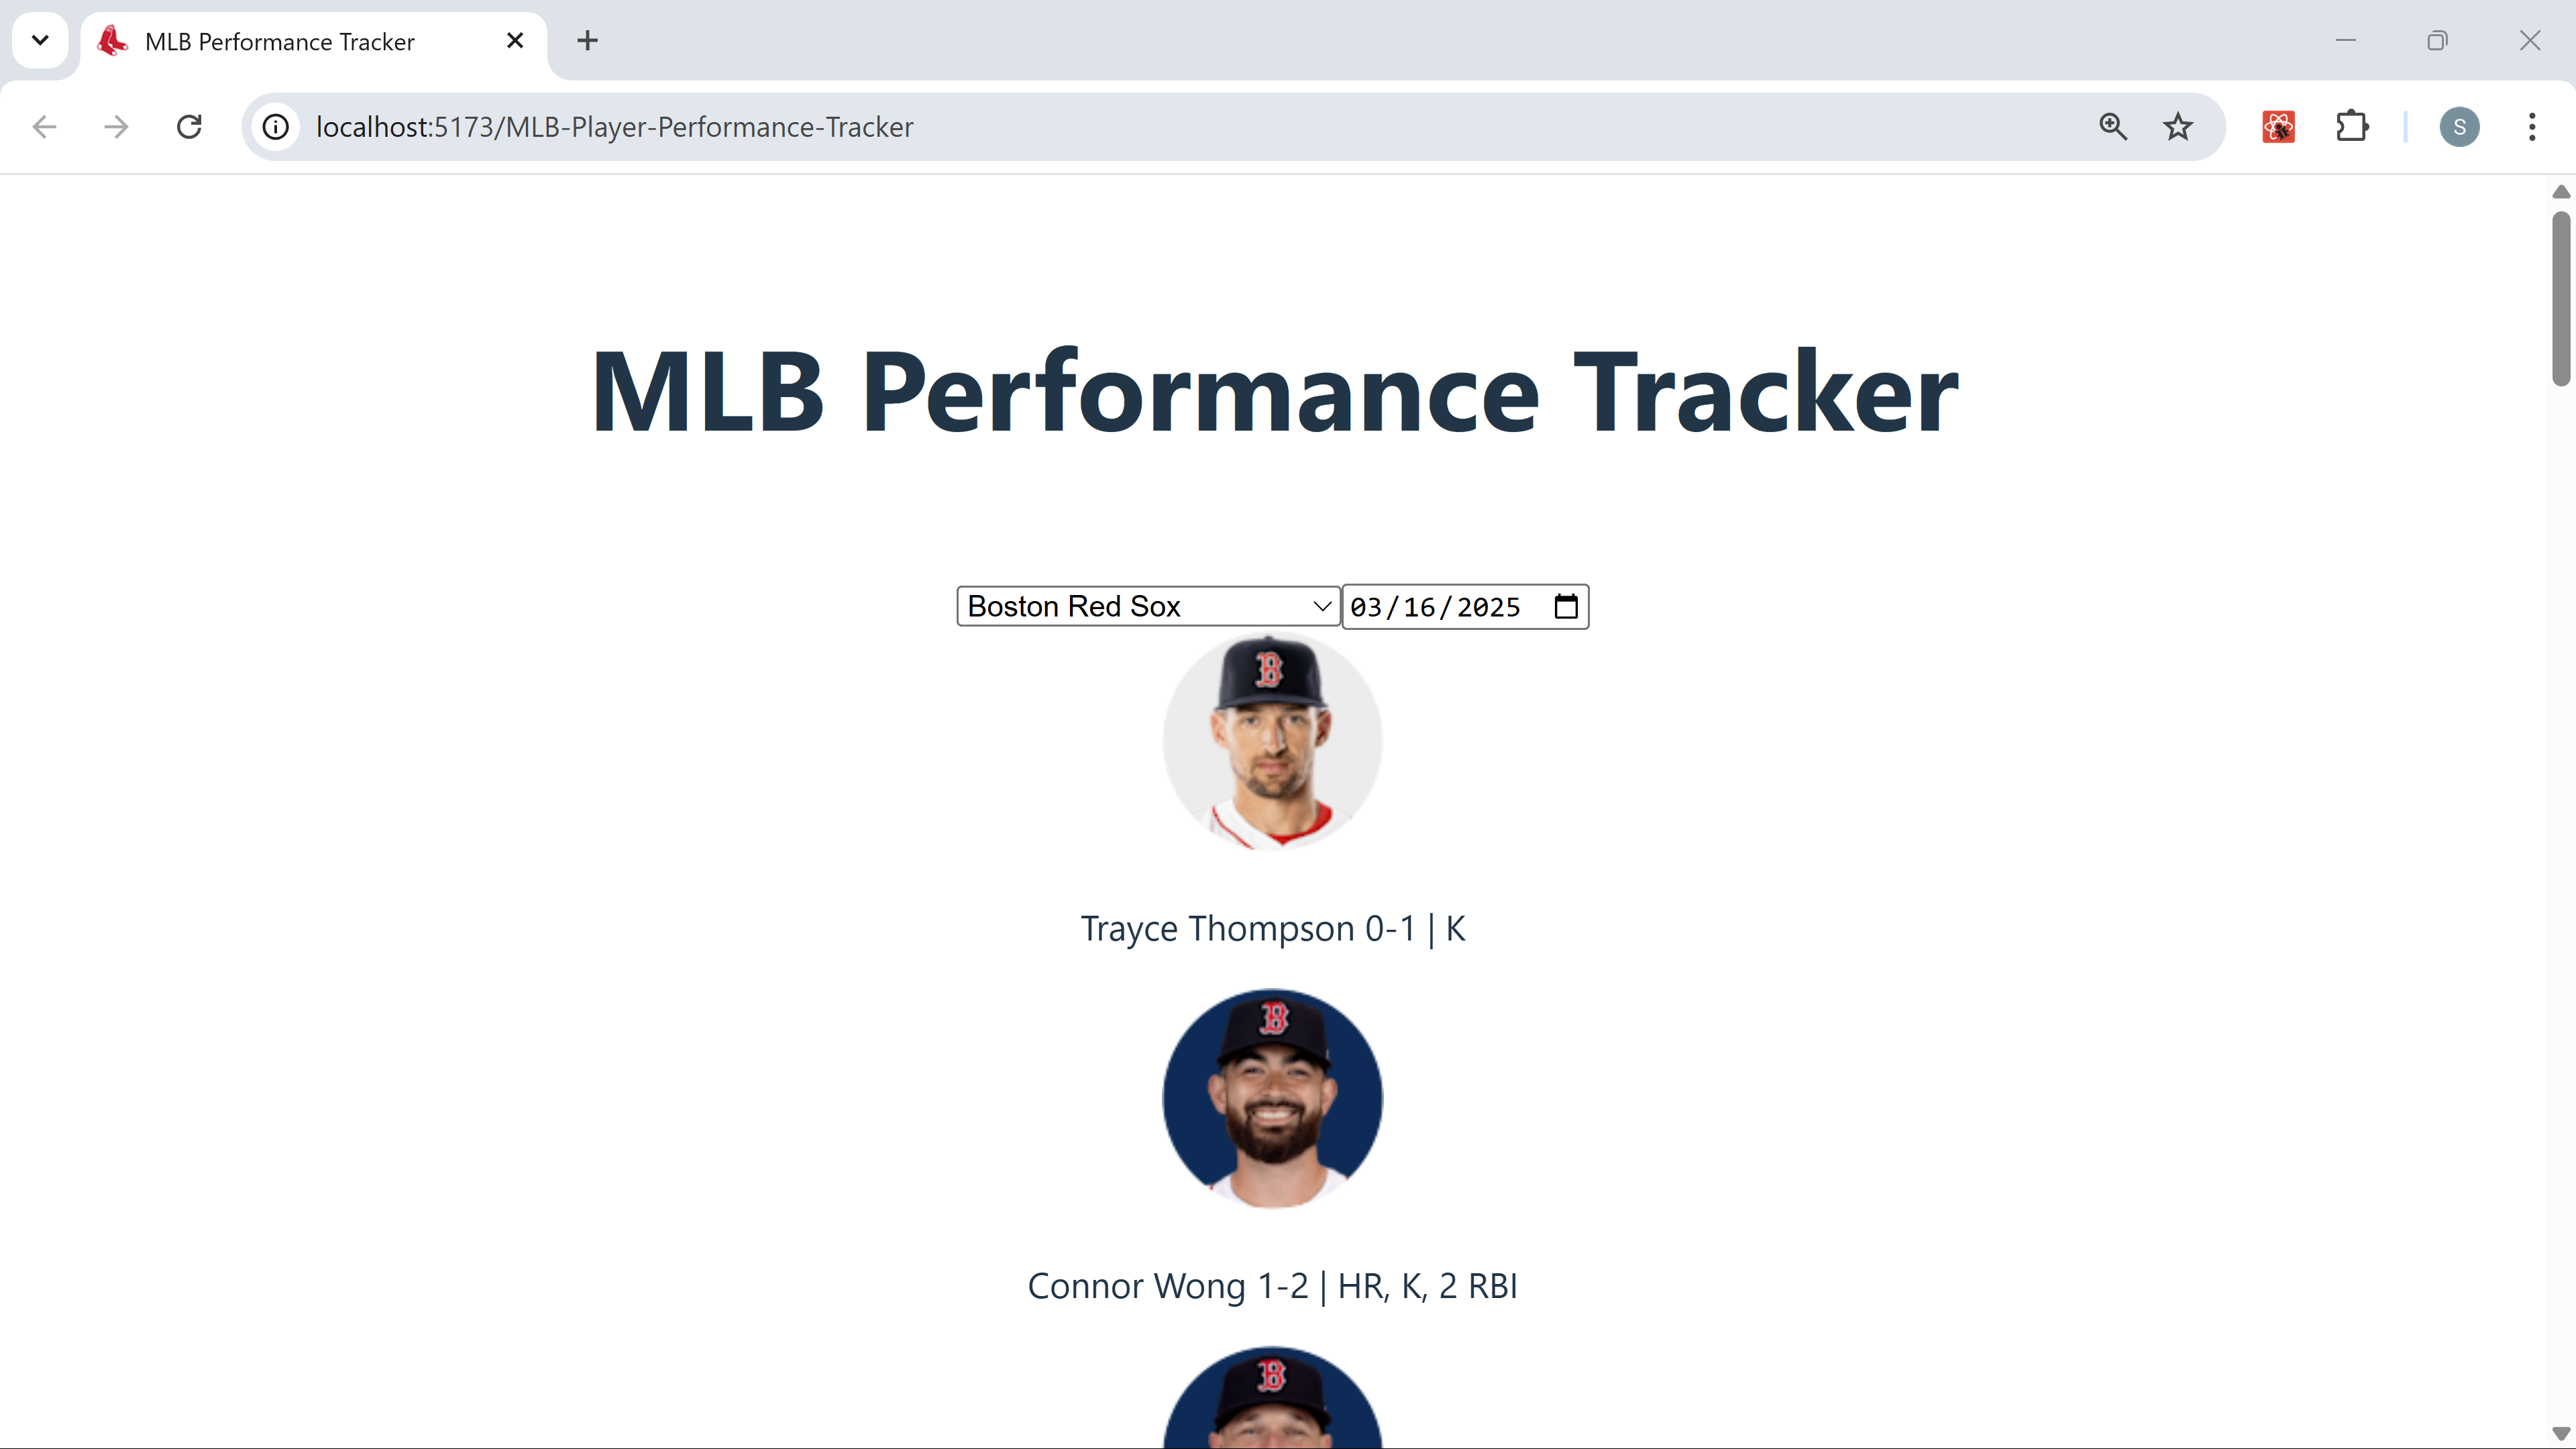 MLB Performance Tracker
localhost:5173/MLB-Player-Performance-Tracker
S
MLB Performance Tracker
Boston Red Sox 03/16/2025
B
Trayce Thompson 0-1 | K
B
Connor Wong 1-2 | HR, K, 2 RBI
B